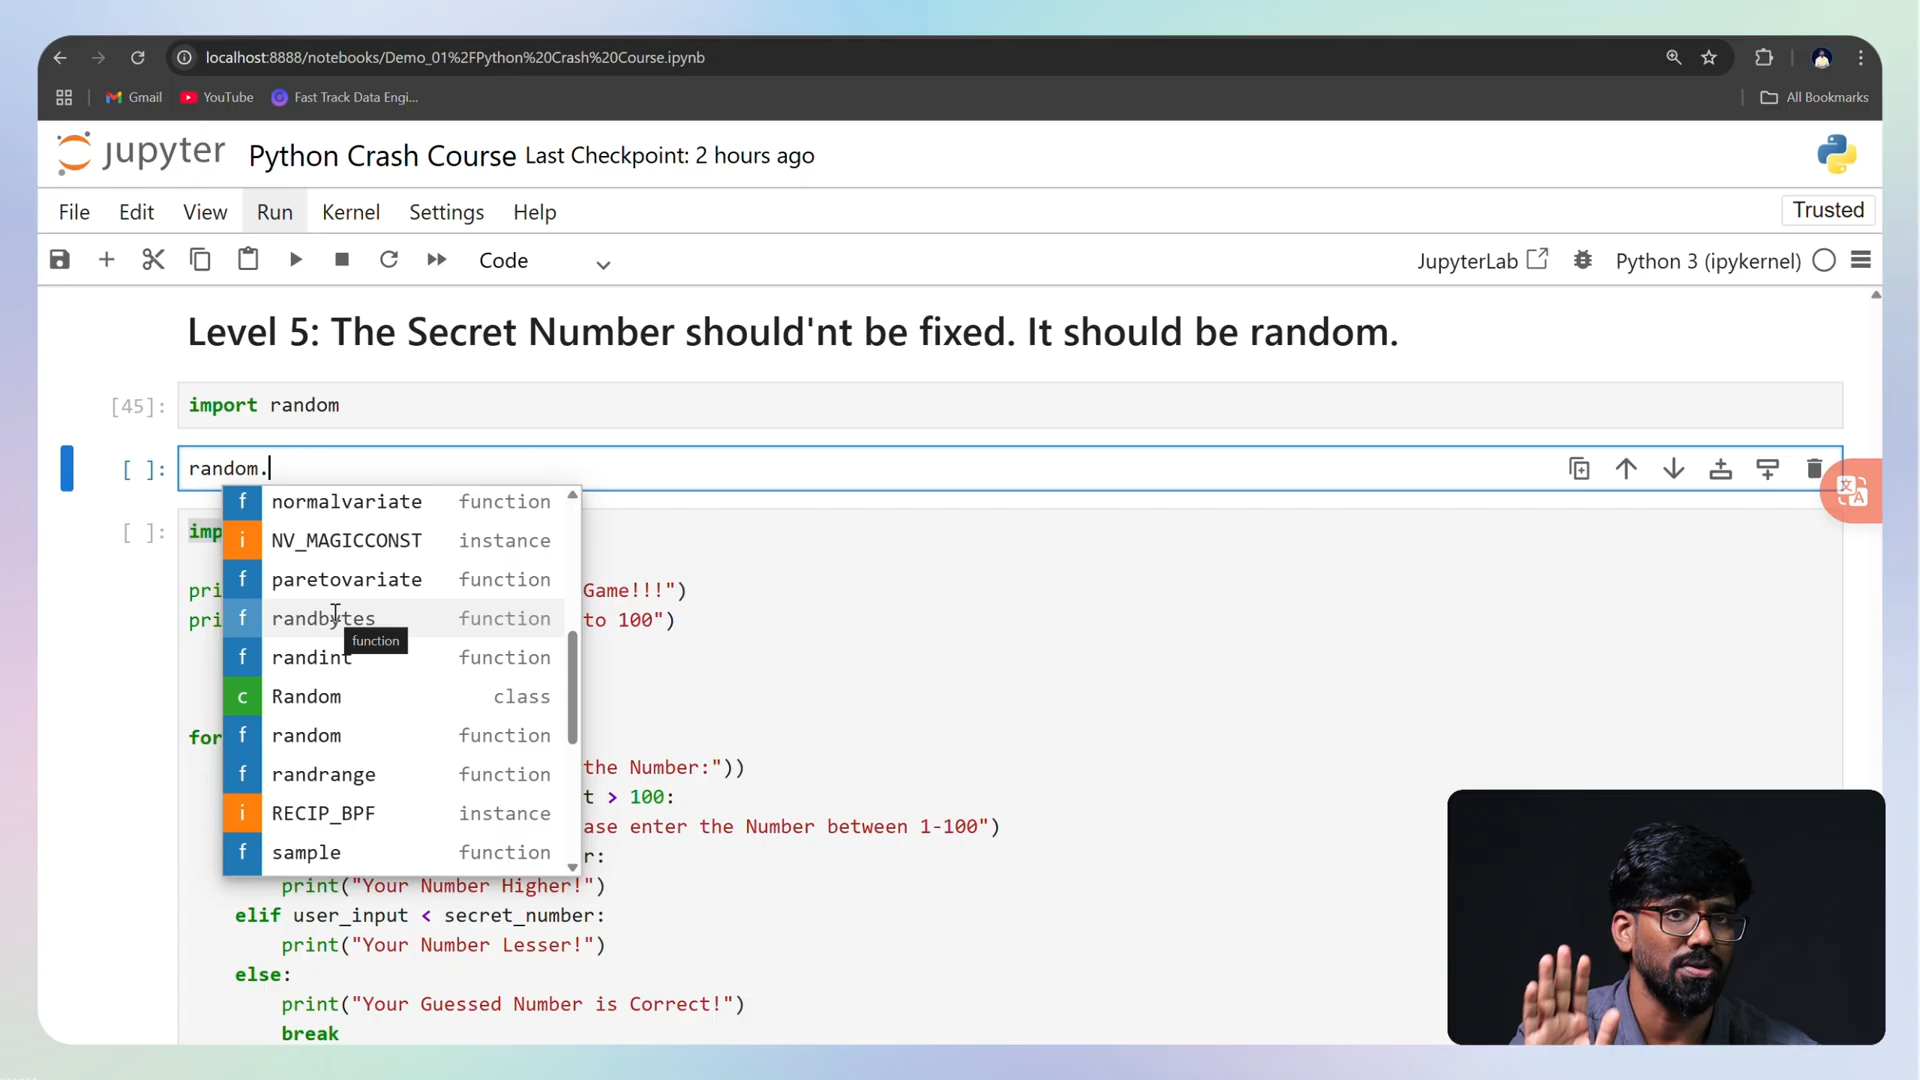 localhost:8888/notebooks/Demo_01%2FPython%20Crash%20Course.ipynb
Gmail YouTube Fast Track Data Engi... All Bookmarks
jupyter Python Crash Course Last Checkpoint: 2 hours ago
File Edit View Run Kernel Settings Help Trusted
Code JupyterLab Python 3 (ipykernel)
Level 5: The Secret Number should'nt be fixed. It should be random.
[45]: import random
[ ]: random.
f normalvariate function
[ ]: imp
i NV_MAGICCONST instance
f paretovariate function
pri Game!!!")
f randbytes function
pri to 100")
function
f randint function
c Random class
f random function
for
the Number:"))
f randrange function
t > 100:
i RECIP_BPF instance
ase enter the Number between 1-100")
f sample function
r:
print("Your Number Higher!")
elif user_input < secret_number:
print("Your Number Lesser!")
else:
print("Your Guessed Number is Correct!")
break